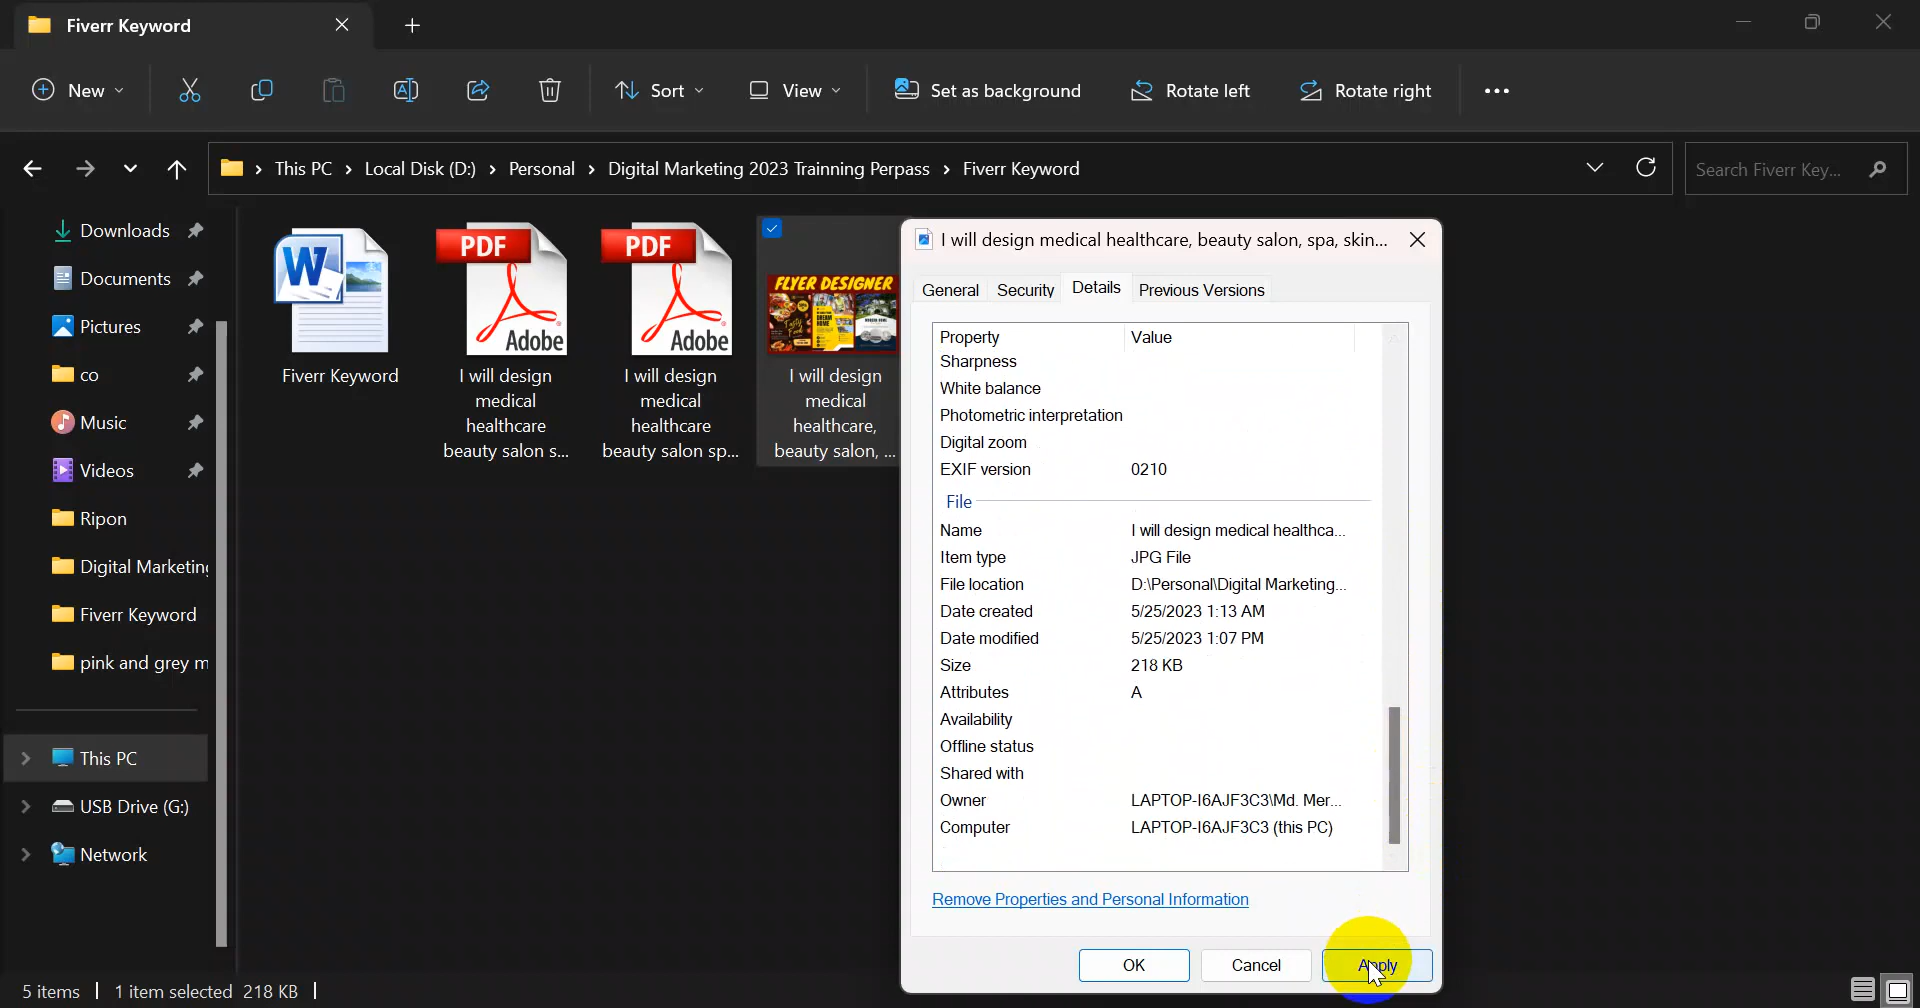 Fiverr Keyword
New
Sort
View
Set as background
Rotate left
Rotate right
This PC
Local Disk (D:)
Personal
Digital Marketing 2023 Trainning Perpass
Fiverr Keyword
Search Fiverr Key...
Downloads
Documents
Pictures
co
Music
Videos
Ripon
Digital Marketing
Fiverr Keyword
pink and grey m
This PC
USB Drive (G:)
Network
W
Fiverr Keyword
PDF
Adobe
I will design
medical
healthcare
beauty salon s...
PDF
Adobe
I will design
medical
healthcare
beauty salon sp...
FLYER DESIGNER
I will design
medical
healthcare,
beauty salon, ...
I will design medical healthcare, beauty salon, spa, skin...
General
Security
Details
Previous Versions
Property Value
Sharpness
White balance
Photometric interpretation
Digital zoom
EXIF version 0210
File
Name I will design medical healthca...
Item type JPG File
File location D:\Personal\Digital Marketing...
Date created 5/25/2023 1:13 AM
Date modified 5/25/2023 1:07 PM
Size 218 KB
Attributes A
Availability
Offline status
Shared with
Owner LAPTOP-I6AJF3C3\Md. Mer...
Computer LAPTOP-I6AJF3C3 (this PC)
Remove Properties and Personal Information
OK
Cancel
Apply
5 items
1 item selected 218 KB